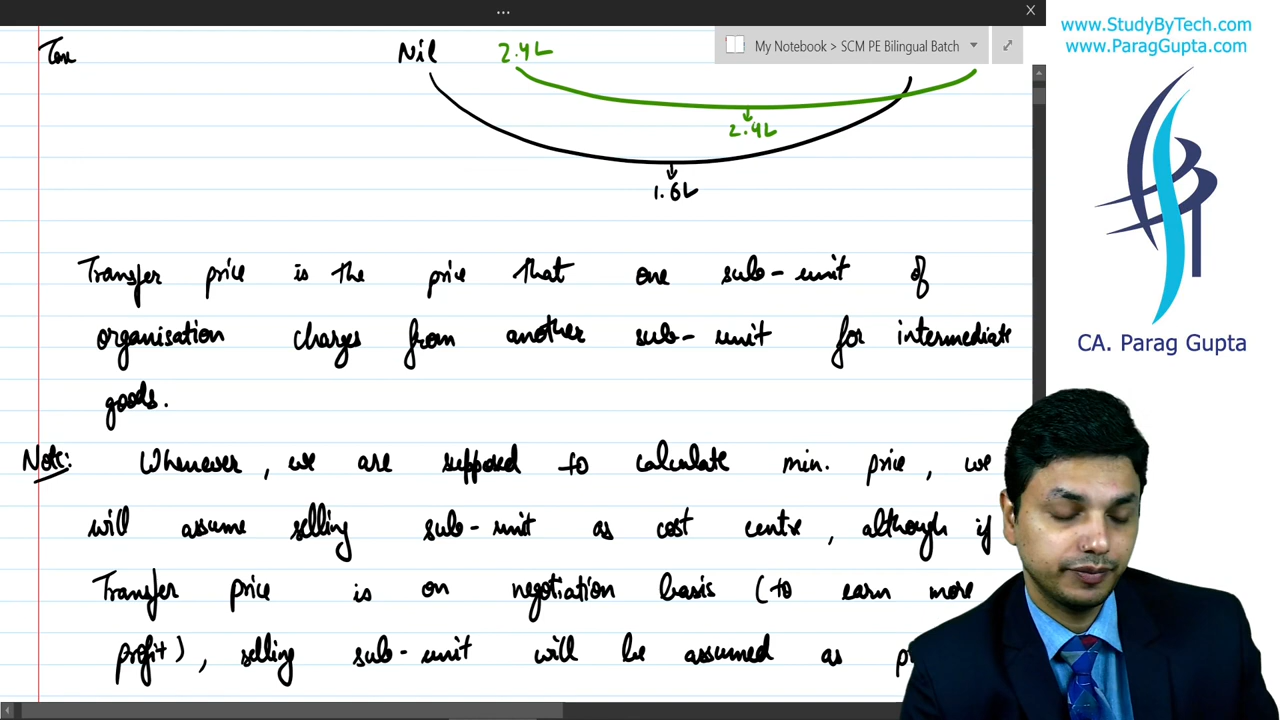 ...
www.StudyByTech.com
www.ParagGupta.com
My Notebook > SCM PE Bilingual Batch
Tax Nil 2.4L
2.4L
1.6L
Transfer price is the price that one sub-unit of
organisation charges from another sub-unit for intermediate
goods.
CA. Parag Gupta
Note: Whenever, we are supposed to calculate min. price, we
will assume selling sub-unit as cost centre, although if
Transfer price is on negotiation basis (to earn more
profit), selling sub-unit will be assumed as